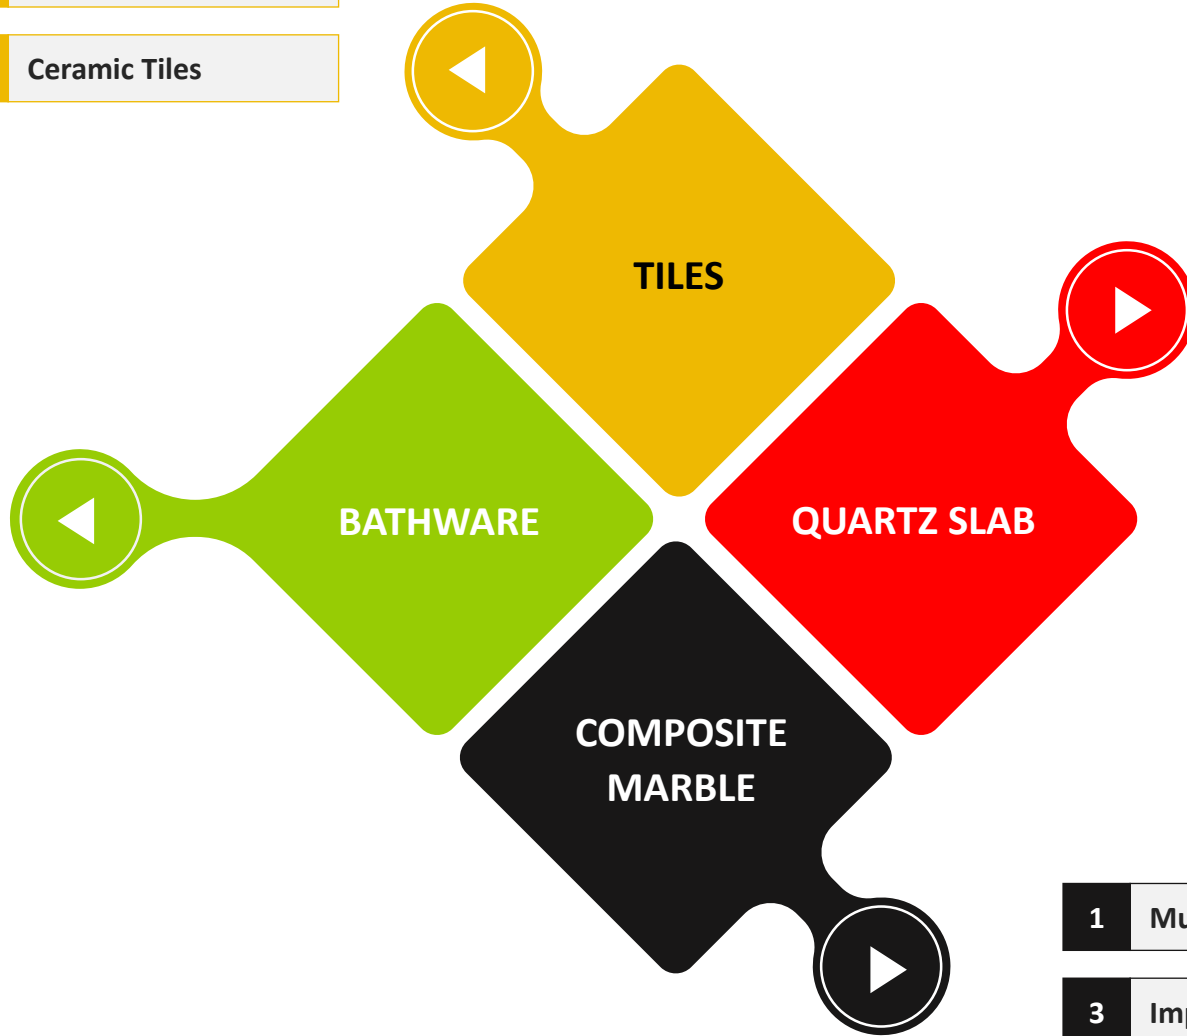 Ceramic Tiles
TILES
BATHWARE
QUARTZ SLAB
COMPOSITE
MARBLE
1
3